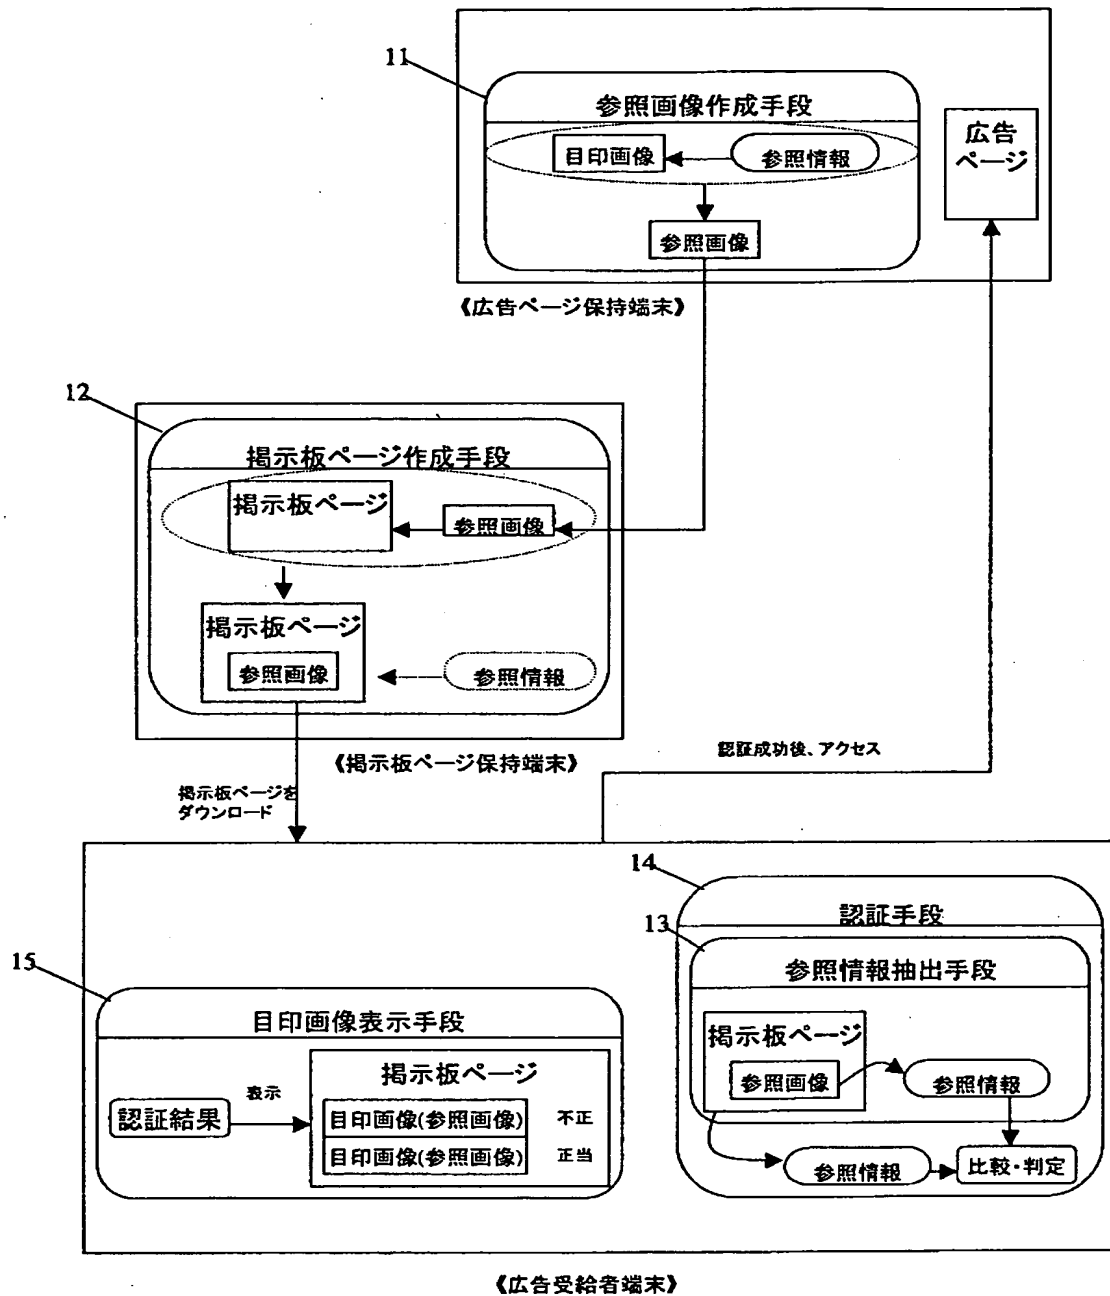 11
参照画像作成手段
目印画像
参照情報
参照画像
広告
ページ
《広告ページ保持端末》
12
掲示板ページ作成手段
掲示板ページ
参照画像
掲示板ページ
参照画像
参照情報
《掲示板ページ保持端末》
掲示板ページを
ダウンロード
認証成功後、アクセス
14
認証手段
13
参照情報抽出手段
掲示板ページ
参照画像
参照情報
参照情報
比較・判定
15
目印画像表示手段
認証結果
表示
掲示板ページ
目印画像(参照画像) 不正
目印画像(参照画像) 正当
《広告受給者端末》